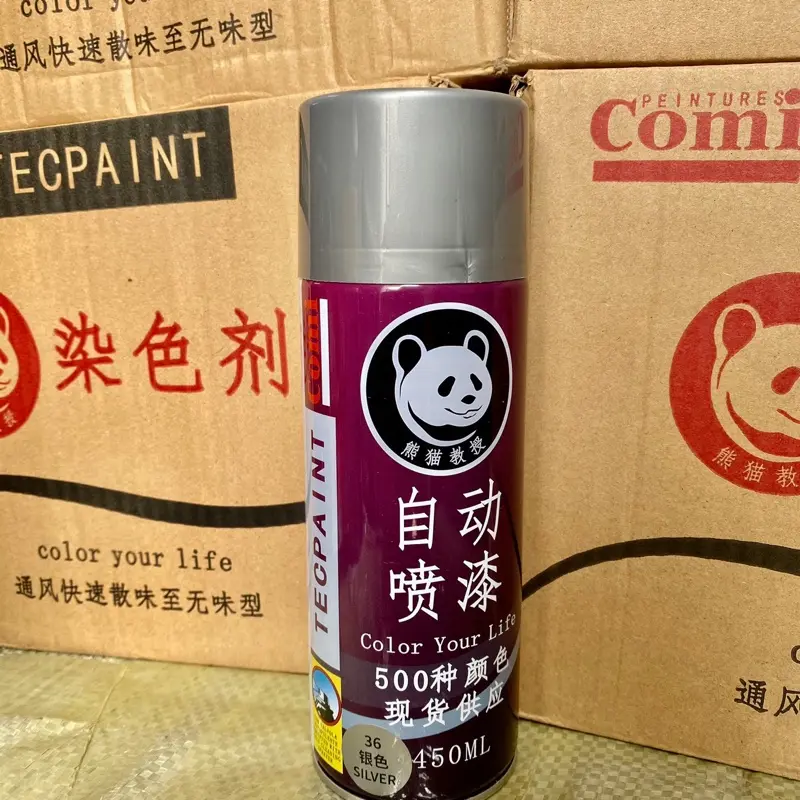 color your
通风快速散味至无味型
TECPAINT
染色剂
color your life
通风快速散味至无味型
PEINTURES
Comi
熊猫教
通风
comi
TECPAINT
熊猫教授
自动
喷漆
Color Your Life
500种颜色
现货供应
450ML
36
银色
SILVER